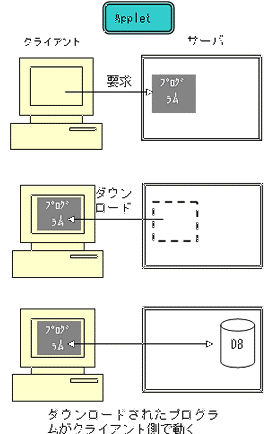 Applet
クライアント
サーバ
要求
プログ
ラム
ダウン
ロード
プログ
ラム
プログ
ラム
DB
ダウンロードされたプログラ
ムがクライアント側で動く